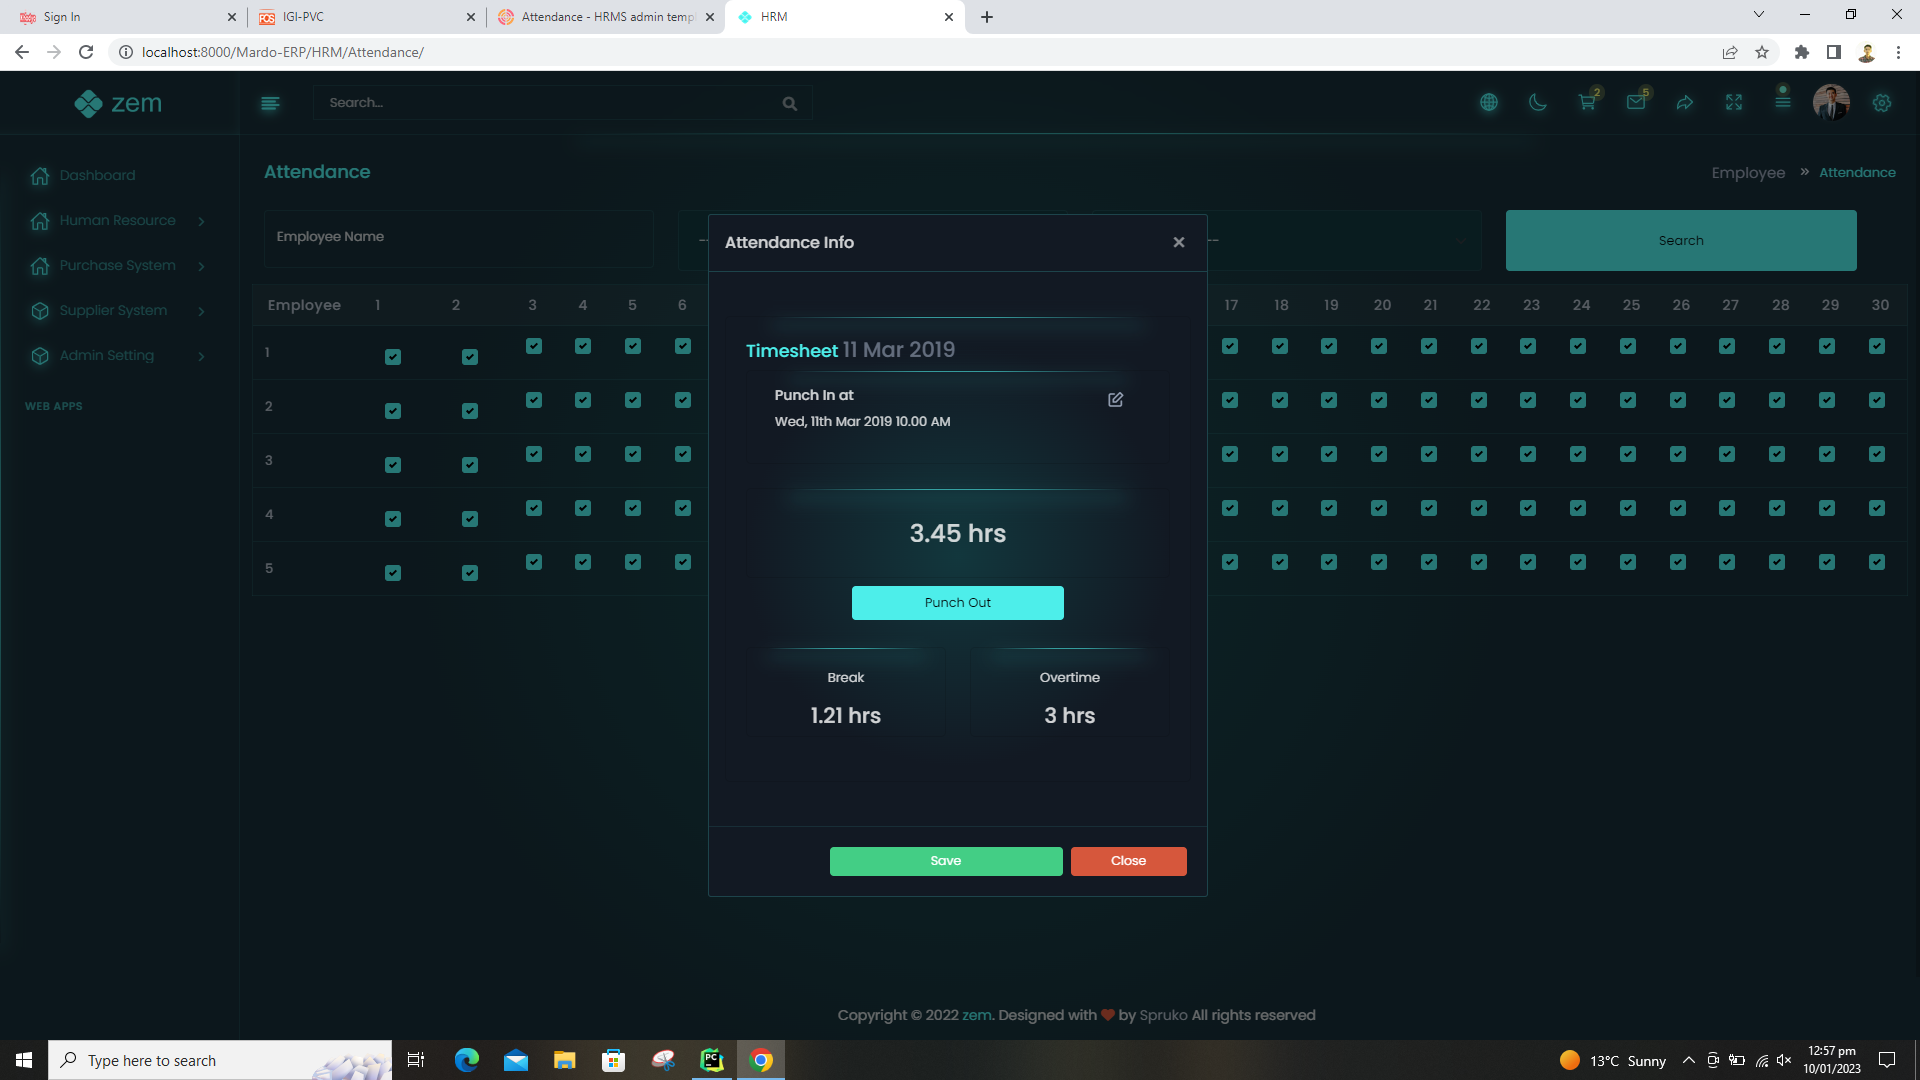 Sign In
IGI-PVC
Attendance - HRMS admin temp
HRM
localhost:8000/Mardo-ERP/HRM/Attendance/
zem
Search...
2
5
Dashboard
Human Resource
Purchase System
Supplier System
Admin Setting
WEB APPS
Attendance
Employee » Attendance
Employee Name
Search
Employee 1 2 3 4 5 6 17 18 19 20 21 22 23 24 25 26 27 28 29 30
1
2
3
4
5
Attendance Info
Timesheet 11 Mar 2019
Punch In at
Wed, 11th Mar 2019 10.00 AM
3.45 hrs
Punch Out
Break
1.21 hrs
Overtime
3 hrs
Save
Close
Copyright © 2022 zem. Designed with ❤ by Spruko All rights reserved
Type here to search
PC
13°C Sunny
12:57 pm
10/01/2023